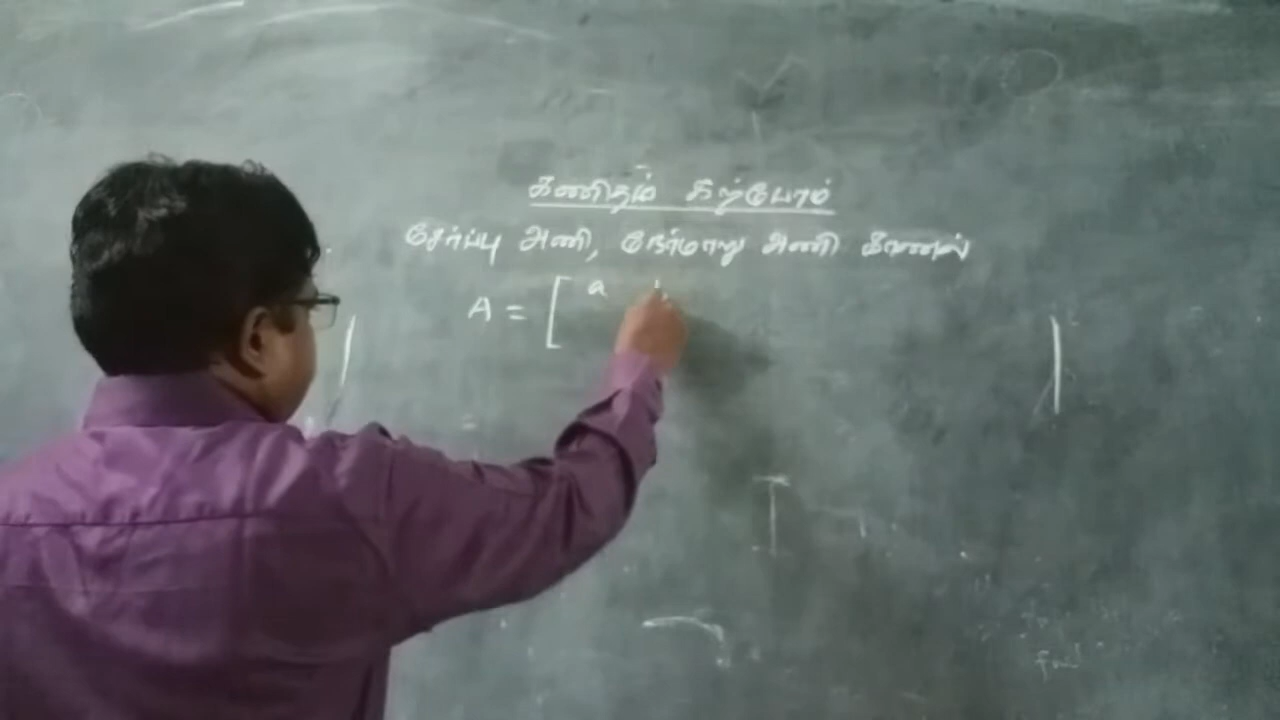 கணிதம் கற்போம்
சேர்ப்பு அணி, நேர்மாறு அணி காணல்
A = [ a